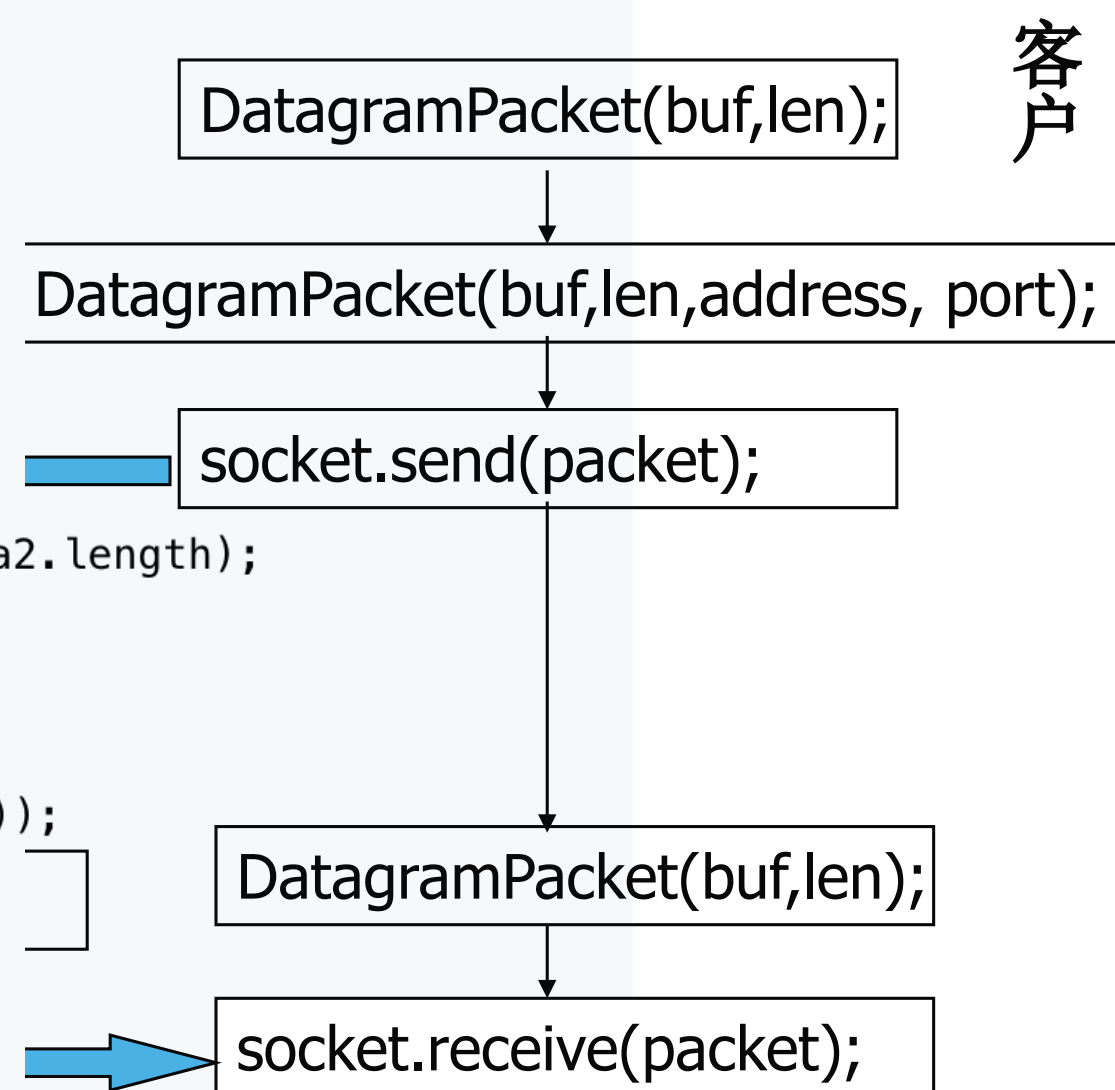 客户
DatagramPacket(buf,len);
DatagramPacket(buf,len,address, port);
socket.send(packet);
a2.length);
));
DatagramPacket(buf,len);
socket.receive(packet);